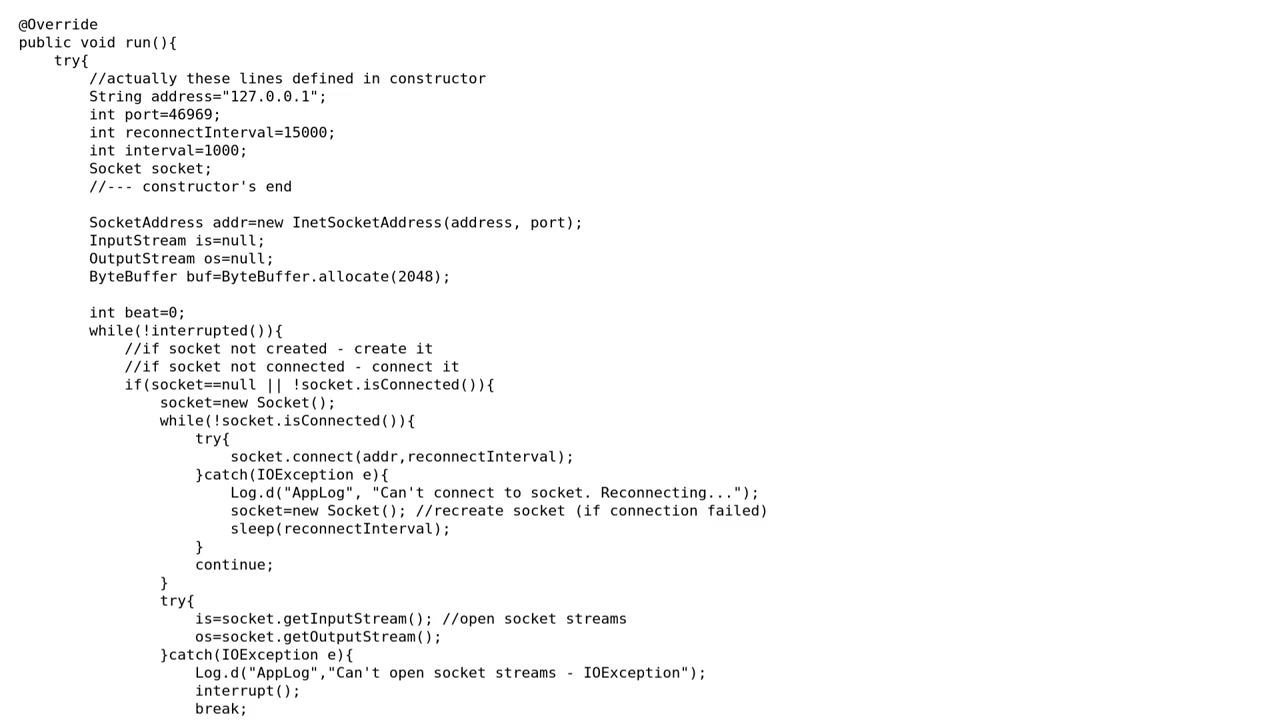 @Override
public void run(){
    try{
        //actually these lines defined in constructor
        String address="127.0.0.1";
        int port=46969;
        int reconnectInterval=15000;
        int interval=1000;
        Socket socket;
        //--- constructor's end

        SocketAddress addr=new InetSocketAddress(address, port);
        InputStream is=null;
        OutputStream os=null;
        ByteBuffer buf=ByteBuffer.allocate(2048);

        int beat=0;
        while(!interrupted()){
            //if socket not created - create it
            //if socket not connected - connect it
            if(socket==null || !socket.isConnected()){
                socket=new Socket();
                while(!socket.isConnected()){
                    try{
                        socket.connect(addr,reconnectInterval);
                    }catch(IOException e){
                        Log.d("AppLog", "Can't connect to socket. Reconnecting...");
                        socket=new Socket(); //recreate socket (if connection failed)
                        sleep(reconnectInterval);
                    }
                    continue;
                }
                try{
                    is=socket.getInputStream(); //open socket streams
                    os=socket.getOutputStream();
                }catch(IOException e){
                    Log.d("AppLog","Can't open socket streams - IOException");
                    interrupt();
                    break;